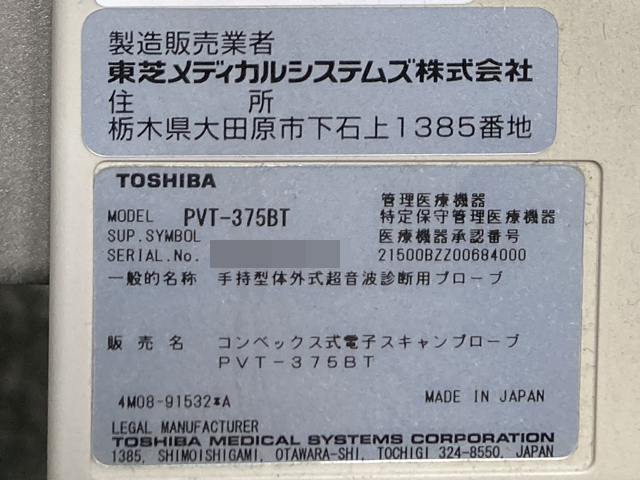 製造販売業者
東芝メディカルシステムズ株式会社
住 所
栃木県大田原市下石上1385番地
TOSHIBA
MODEL PVT-375BT
SUP.SYMBOL
SERIAL.No.
管理医療機器
特定保守管理医療機器
医療機器承認番号
21500BZZ00684000
一般的名称 手持型体外式超音波診断用プローブ
販売名 コンベックス式電子スキャンプローブ
PVT-375BT
4M08-91532*A
MADE IN JAPAN
LEGAL MANUFACTURER
TOSHIBA MEDICAL SYSTEMS CORPORATION
1385, SHIMOISHIGAMI, OTAWARA-SHI, TOCHIGI 324-8550, JAPAN